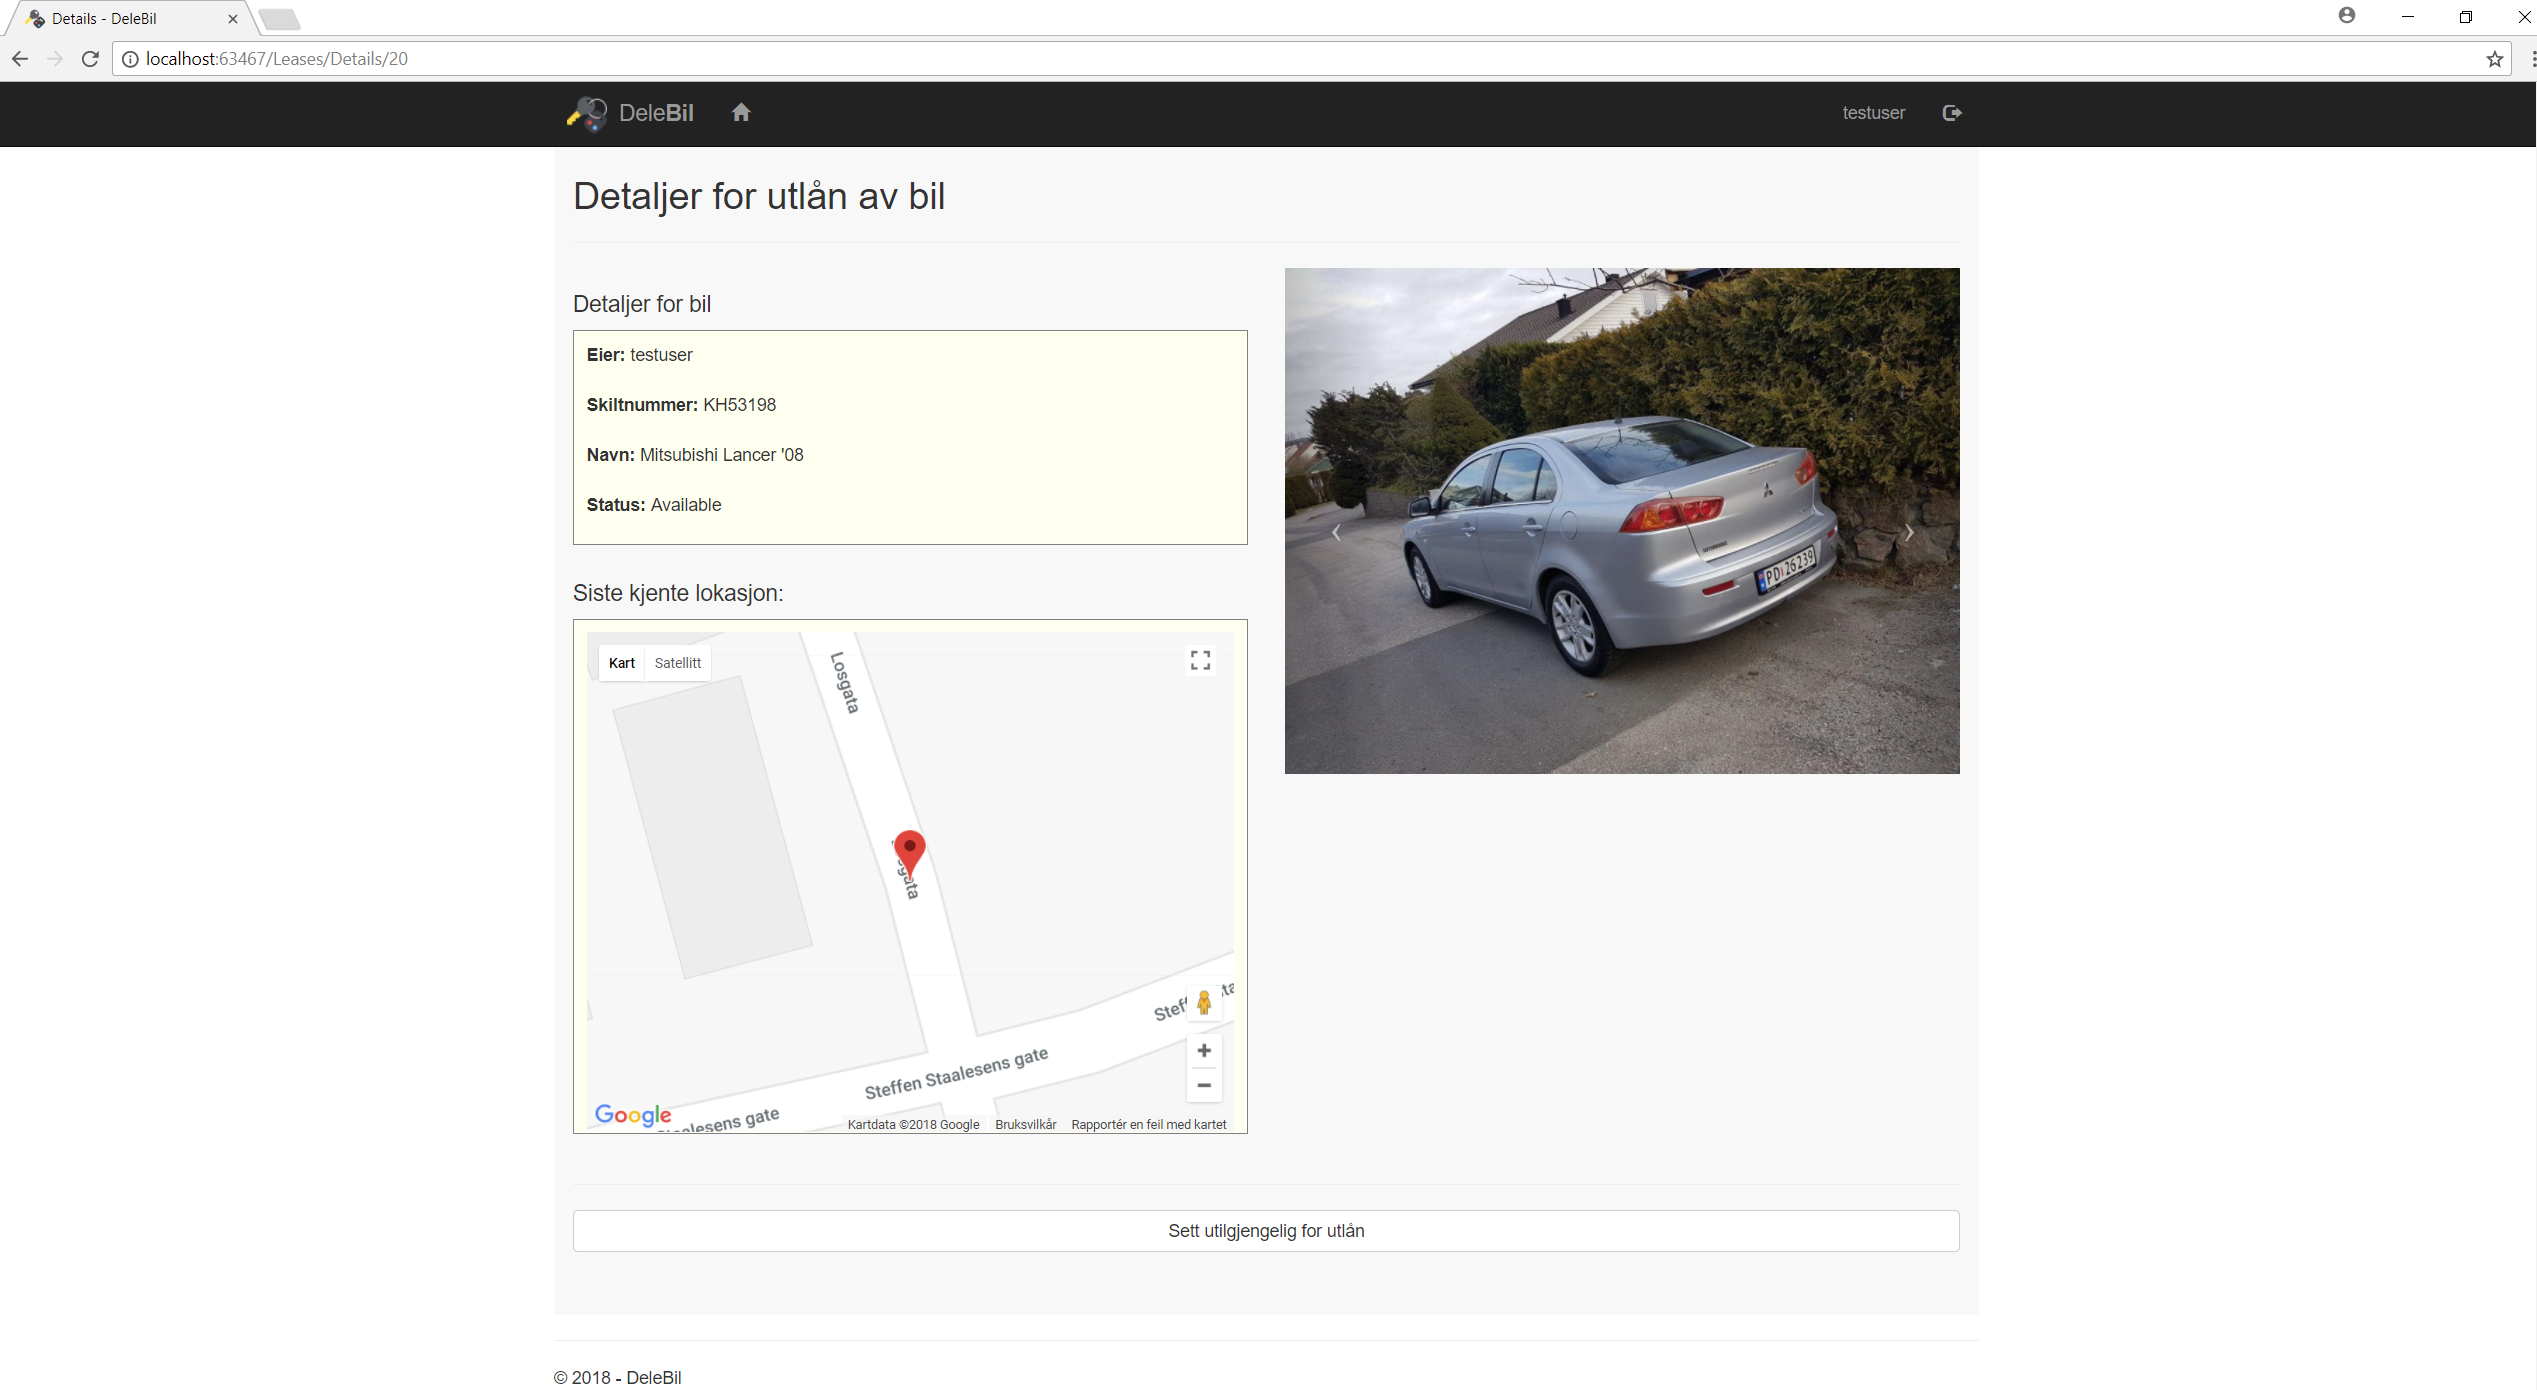 Details - DeleBil
localhost:63467/Leases/Details/20
DeleBil
testuser
Detaljer for utlån av bil
Detaljer for bil
Eier: testuser
Skiltnummer: KH53198
Navn: Mitsubishi Lancer '08
Status: Available
PD 26239
Siste kjente lokasjon:
Kart Satellitt
Losgata
Steffen Staalesens gate
Google
Kartdata ©2018 Google Bruksvilkår Rapportér en feil med kartet
Sett utilgjengelig for utlån
© 2018 - DeleBil